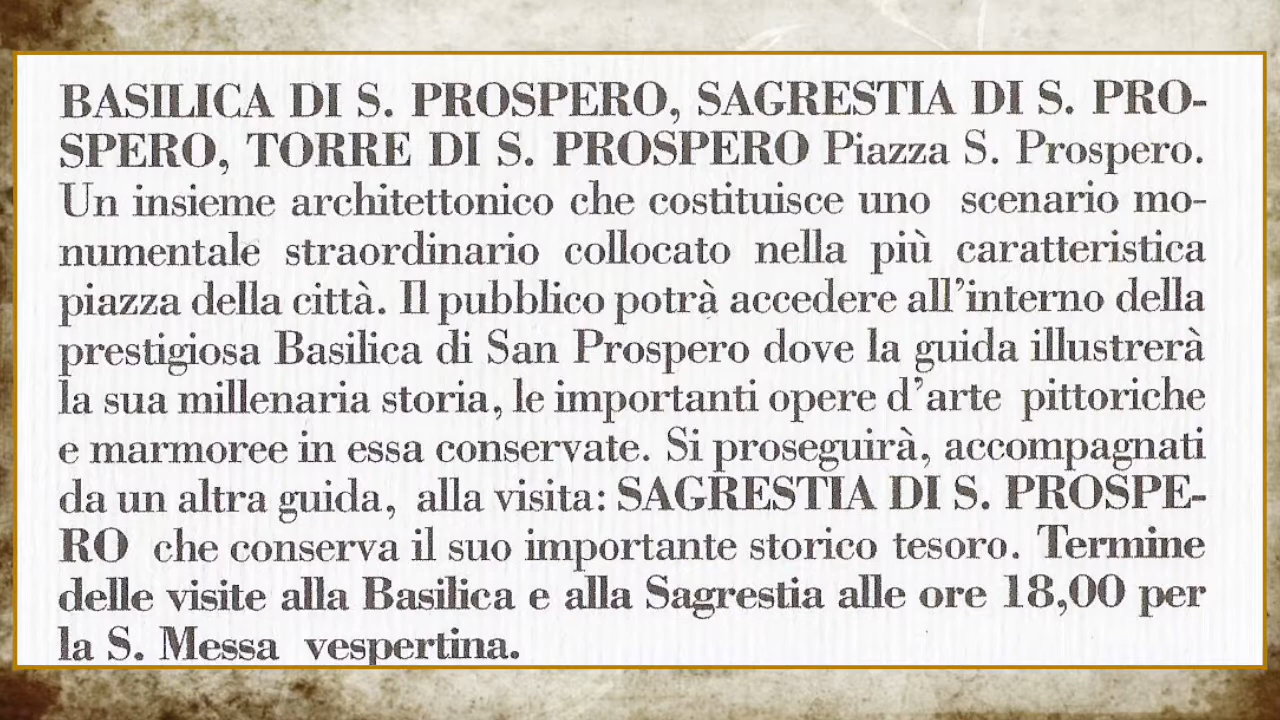 BASILICA DI S. PROSPERO, SAGRESTIA DI S. PRO-
SPERO, TORRE DI S. PROSPERO Piazza S. Prospero.
Un insieme architettonico che costituisce uno scenario mo-
numentale straordinario collocato nella più caratteristica
piazza della città. Il pubblico potrà accedere all’interno della
prestigiosa Basilica di San Prospero dove la guida illustrerà
la sua millenaria storia, le importanti opere d’arte pittoriche
e marmoree in essa conservate. Si proseguirà, accompagnati
da un altra guida, alla visita: SAGRESTIA DI S. PROSPE-
RO che conserva il suo importante storico tesoro. Termine
delle visite alla Basilica e alla Sagrestia alle ore 18,00 per
la S. Messa vespertina.